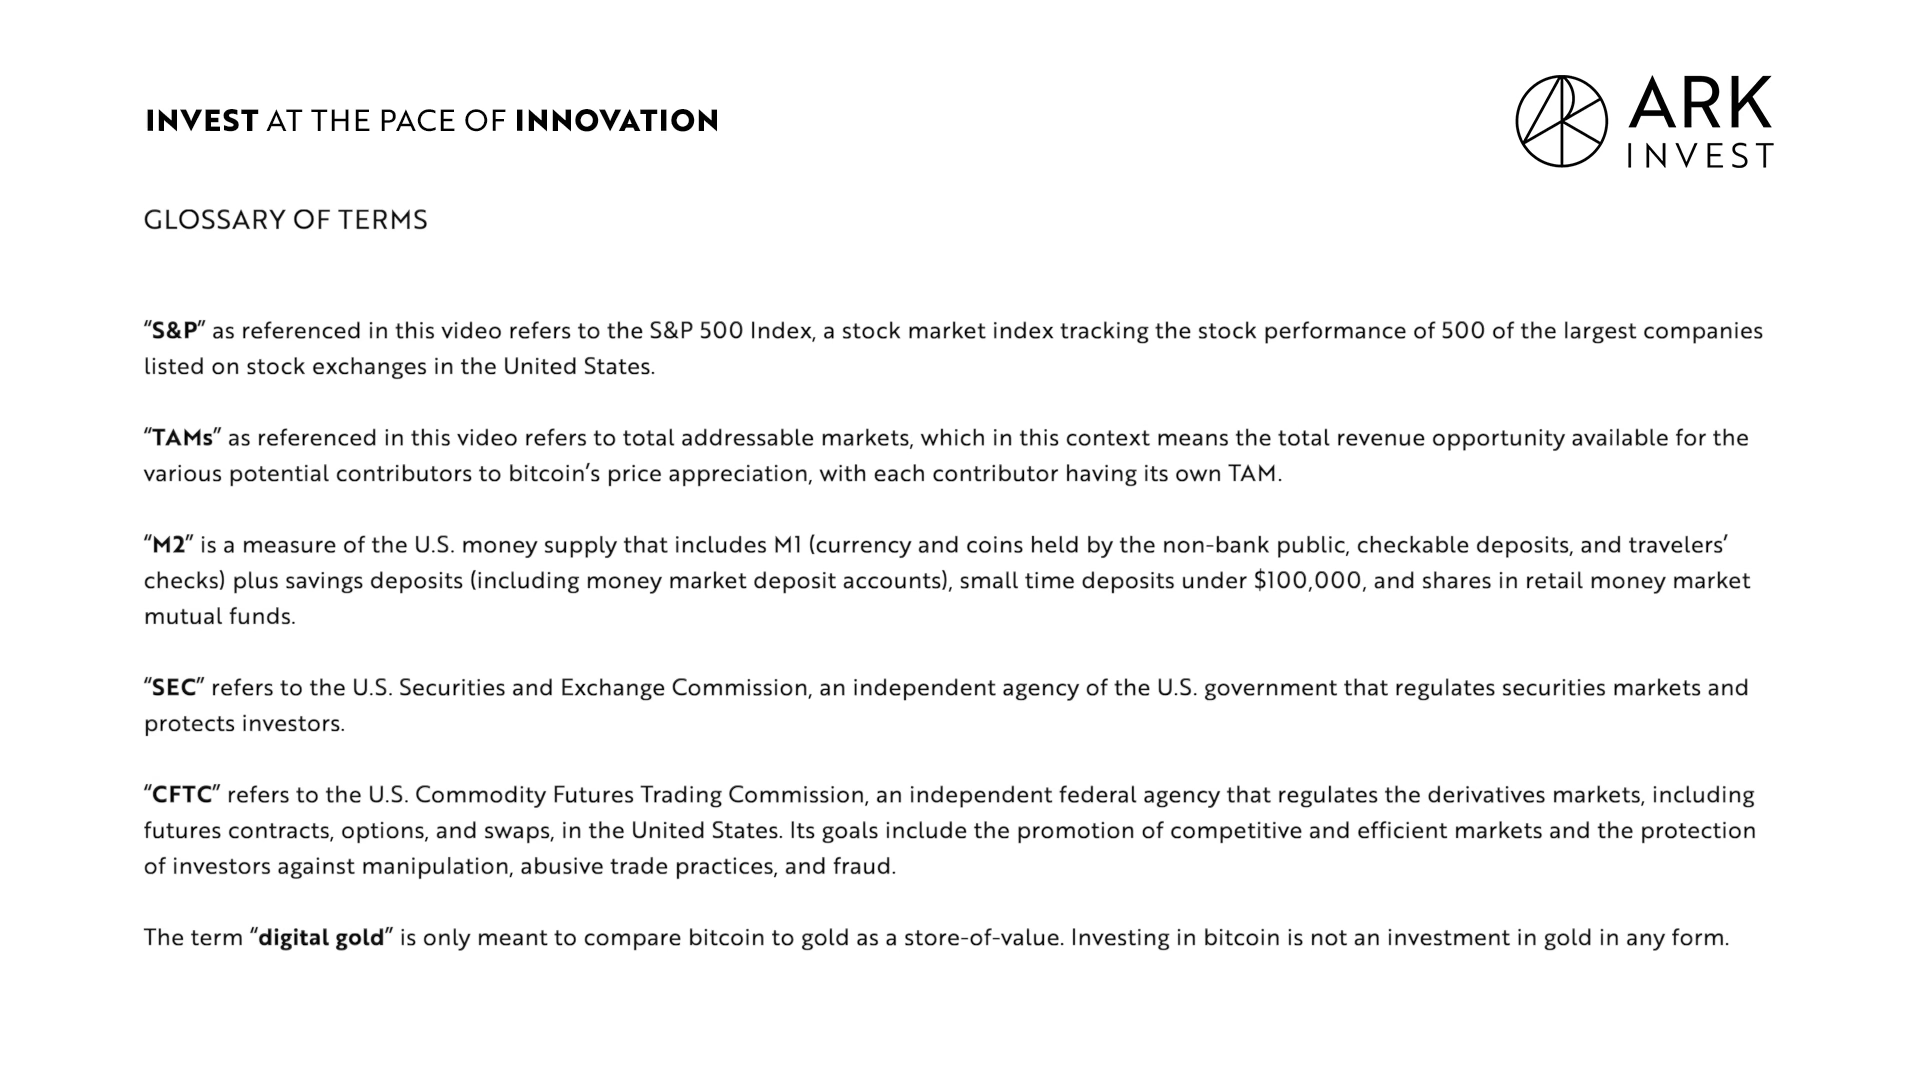 INVEST AT THE PACE OF INNOVATION
ARK
INVEST
GLOSSARY OF TERMS
“S&P” as referenced in this video refers to the S&P 500 Index, a stock market index tracking the stock performance of 500 of the largest companies
listed on stock exchanges in the United States.
“TAMs” as referenced in this video refers to total addressable markets, which in this context means the total revenue opportunity available for the
various potential contributors to bitcoin’s price appreciation, with each contributor having its own TAM.
“M2” is a measure of the U.S. money supply that includes M1 (currency and coins held by the non-bank public, checkable deposits, and travelers’
checks) plus savings deposits (including money market deposit accounts), small time deposits under $100,000, and shares in retail money market
mutual funds.
“SEC” refers to the U.S. Securities and Exchange Commission, an independent agency of the U.S. government that regulates securities markets and
protects investors.
“CFTC” refers to the U.S. Commodity Futures Trading Commission, an independent federal agency that regulates the derivatives markets, including
futures contracts, options, and swaps, in the United States. Its goals include the promotion of competitive and efficient markets and the protection
of investors against manipulation, abusive trade practices, and fraud.
The term “digital gold” is only meant to compare bitcoin to gold as a store-of-value. Investing in bitcoin is not an investment in gold in any form.